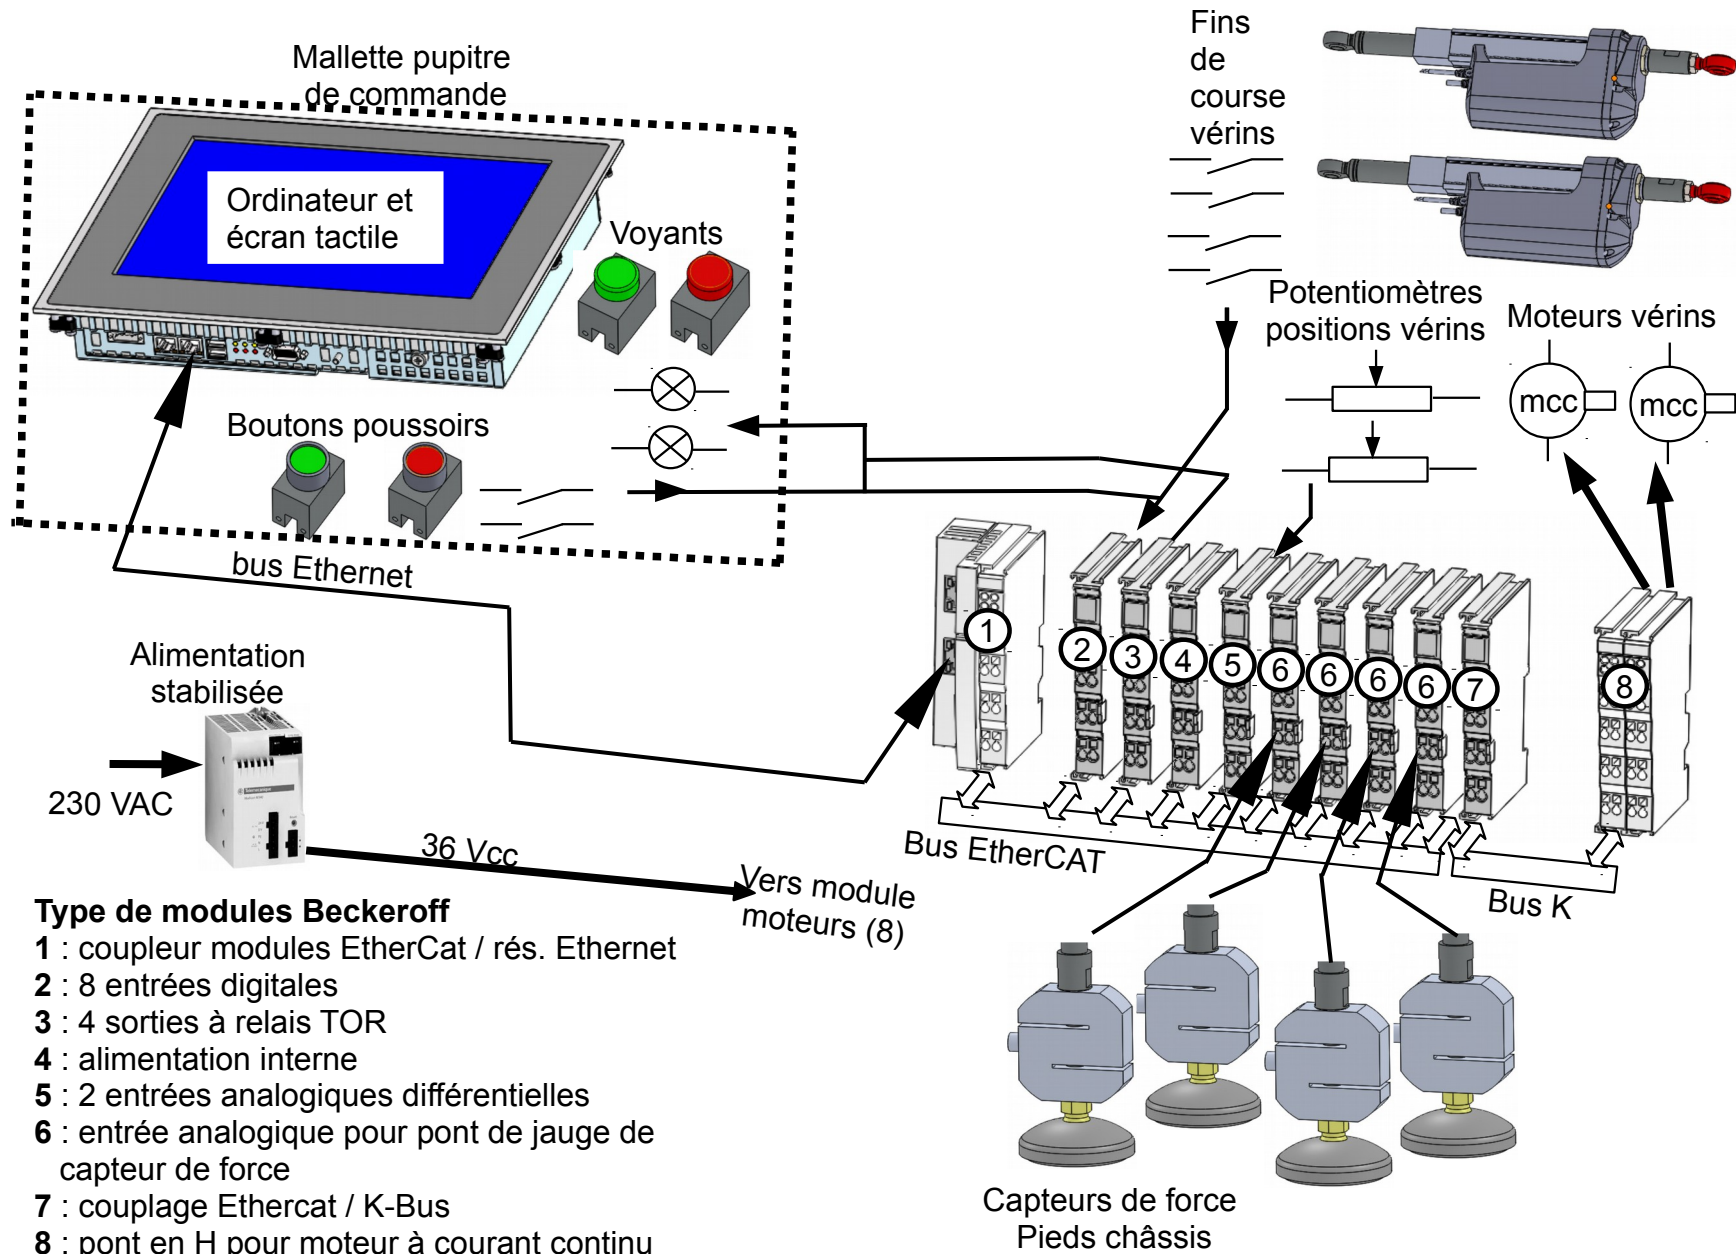 Mallette pupitre
de commande
Ordinateur et
écran tactile
Voyants
Boutons poussoirs
bus Ethernet
Fins
de
course
vérins
Potentiomètres
positions vérins
Moteurs vérins
mcc
mcc
1
2
3
4
5
6
6
6
6
7
8
Bus EtherCAT
Bus K
Alimentation
stabilisée
230 VAC
36 Vcc
Vers module
moteurs (8)
Type de modules Beckeroff
1 : coupleur modules EtherCat / rés. Ethernet
2 : 8 entrées digitales
3 : 4 sorties à relais TOR
4 : alimentation interne
5 : 2 entrées analogiques différentielles
6 : entrée analogique pour pont de jauge de
capteur de force
7 : couplage Ethercat / K-Bus
8 : pont en H pour moteur à courant continu
Capteurs de force
Pieds châssis